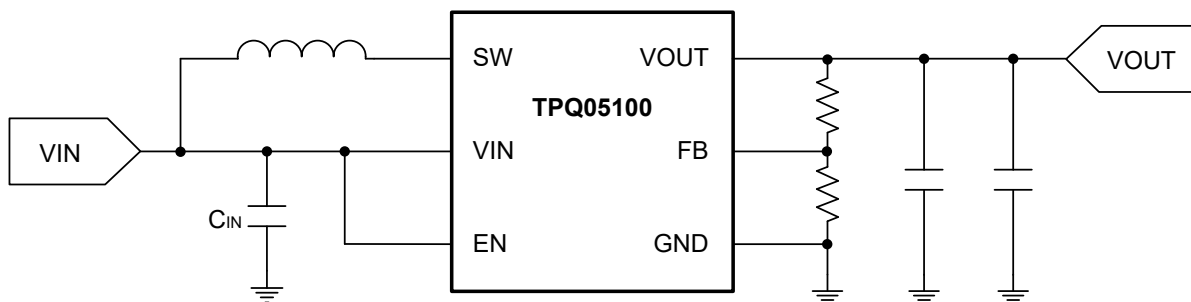 SW
VOUT
VOUT
TPQ05100
VIN
VIN
FB
CIN
EN
GND